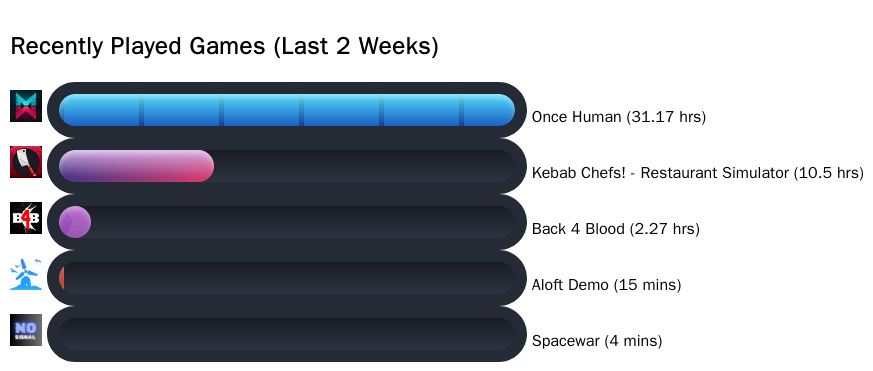 Recently Played Games (Last 2 Weeks)
Once Human (31.17 hrs)
Kebab Chefs! - Restaurant Simulator (10.5 hrs)
B4B
Back 4 Blood (2.27 hrs)
Aloft Demo (15 mins)
NO
SIGNAL
Spacewar (4 mins)